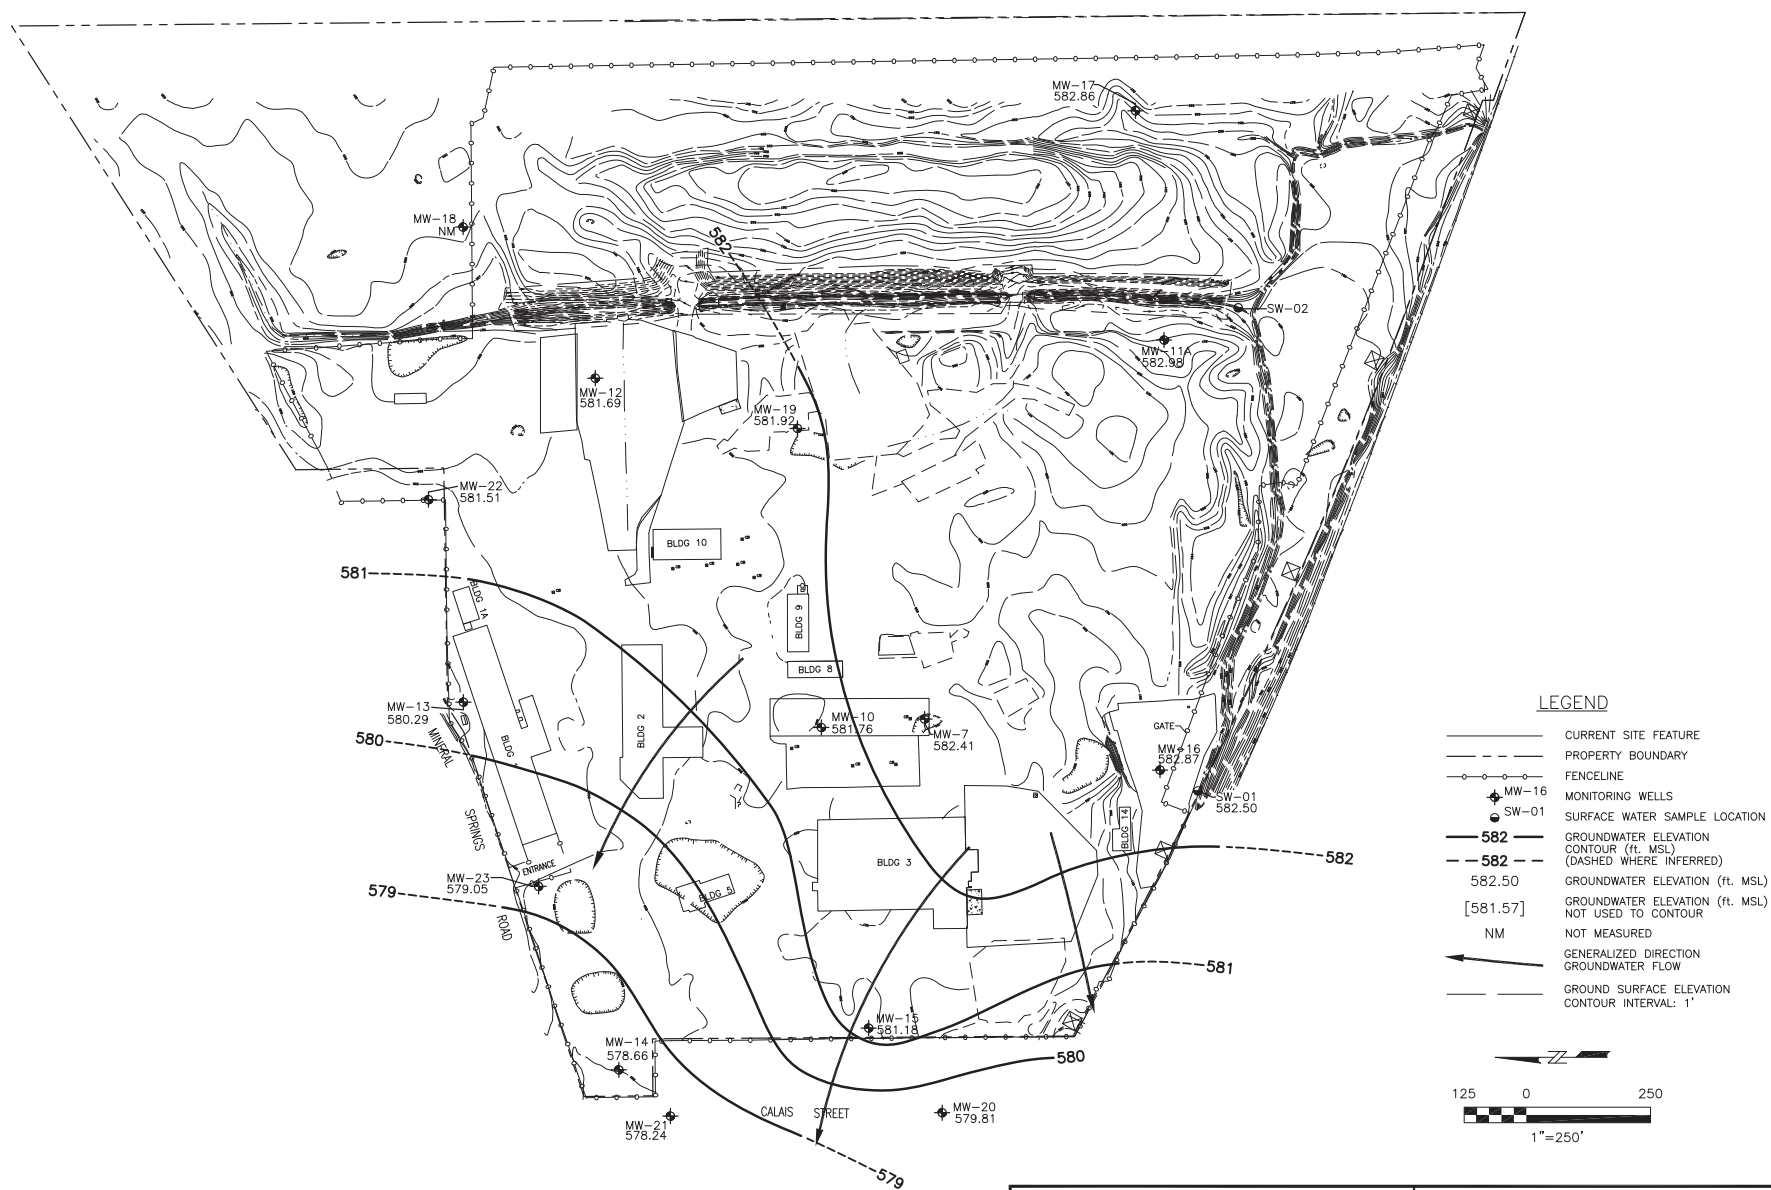 MW-17
582.86
MW-18
NM
582
SW-02
MW-11A
582.98
MW-12
581.69
MW-19
581.92
MW-22
581.51
BLDG 10
581
BLDG 1A
BLDG 9
BLDG 8
BLDG 2
MW-13
580.29
MW-10
581.76
MW-7
582.41
GATE
MW-16
582.87
SW-01
582.50
580
MINERAL
SPRINGS
ROAD
BLDG
BLDG 14
BLDG 3
582
ENTRANCE
MW-23
579.05
BLDG 5
579
581
MW-15
581.18
MW-14
578.66
580
CALAIS STREET
MW-20
579.81
MW-21
578.24
579
LEGEND
CURRENT SITE FEATURE
PROPERTY BOUNDARY
FENCELINE
MW-16 MONITORING WELLS
SW-01 SURFACE WATER SAMPLE LOCATION
582 GROUNDWATER ELEVATION
CONTOUR (ft. MSL)
582 (DASHED WHERE INFERRED)
582.50 GROUNDWATER ELEVATION (ft. MSL)
[581.57] GROUNDWATER ELEVATION (ft. MSL)
NOT USED TO CONTOUR
NM NOT MEASURED
GENERALIZED DIRECTION
GROUNDWATER FLOW
GROUND SURFACE ELEVATION
CONTOUR INTERVAL: 1'
N
125 0 250
1"=250'